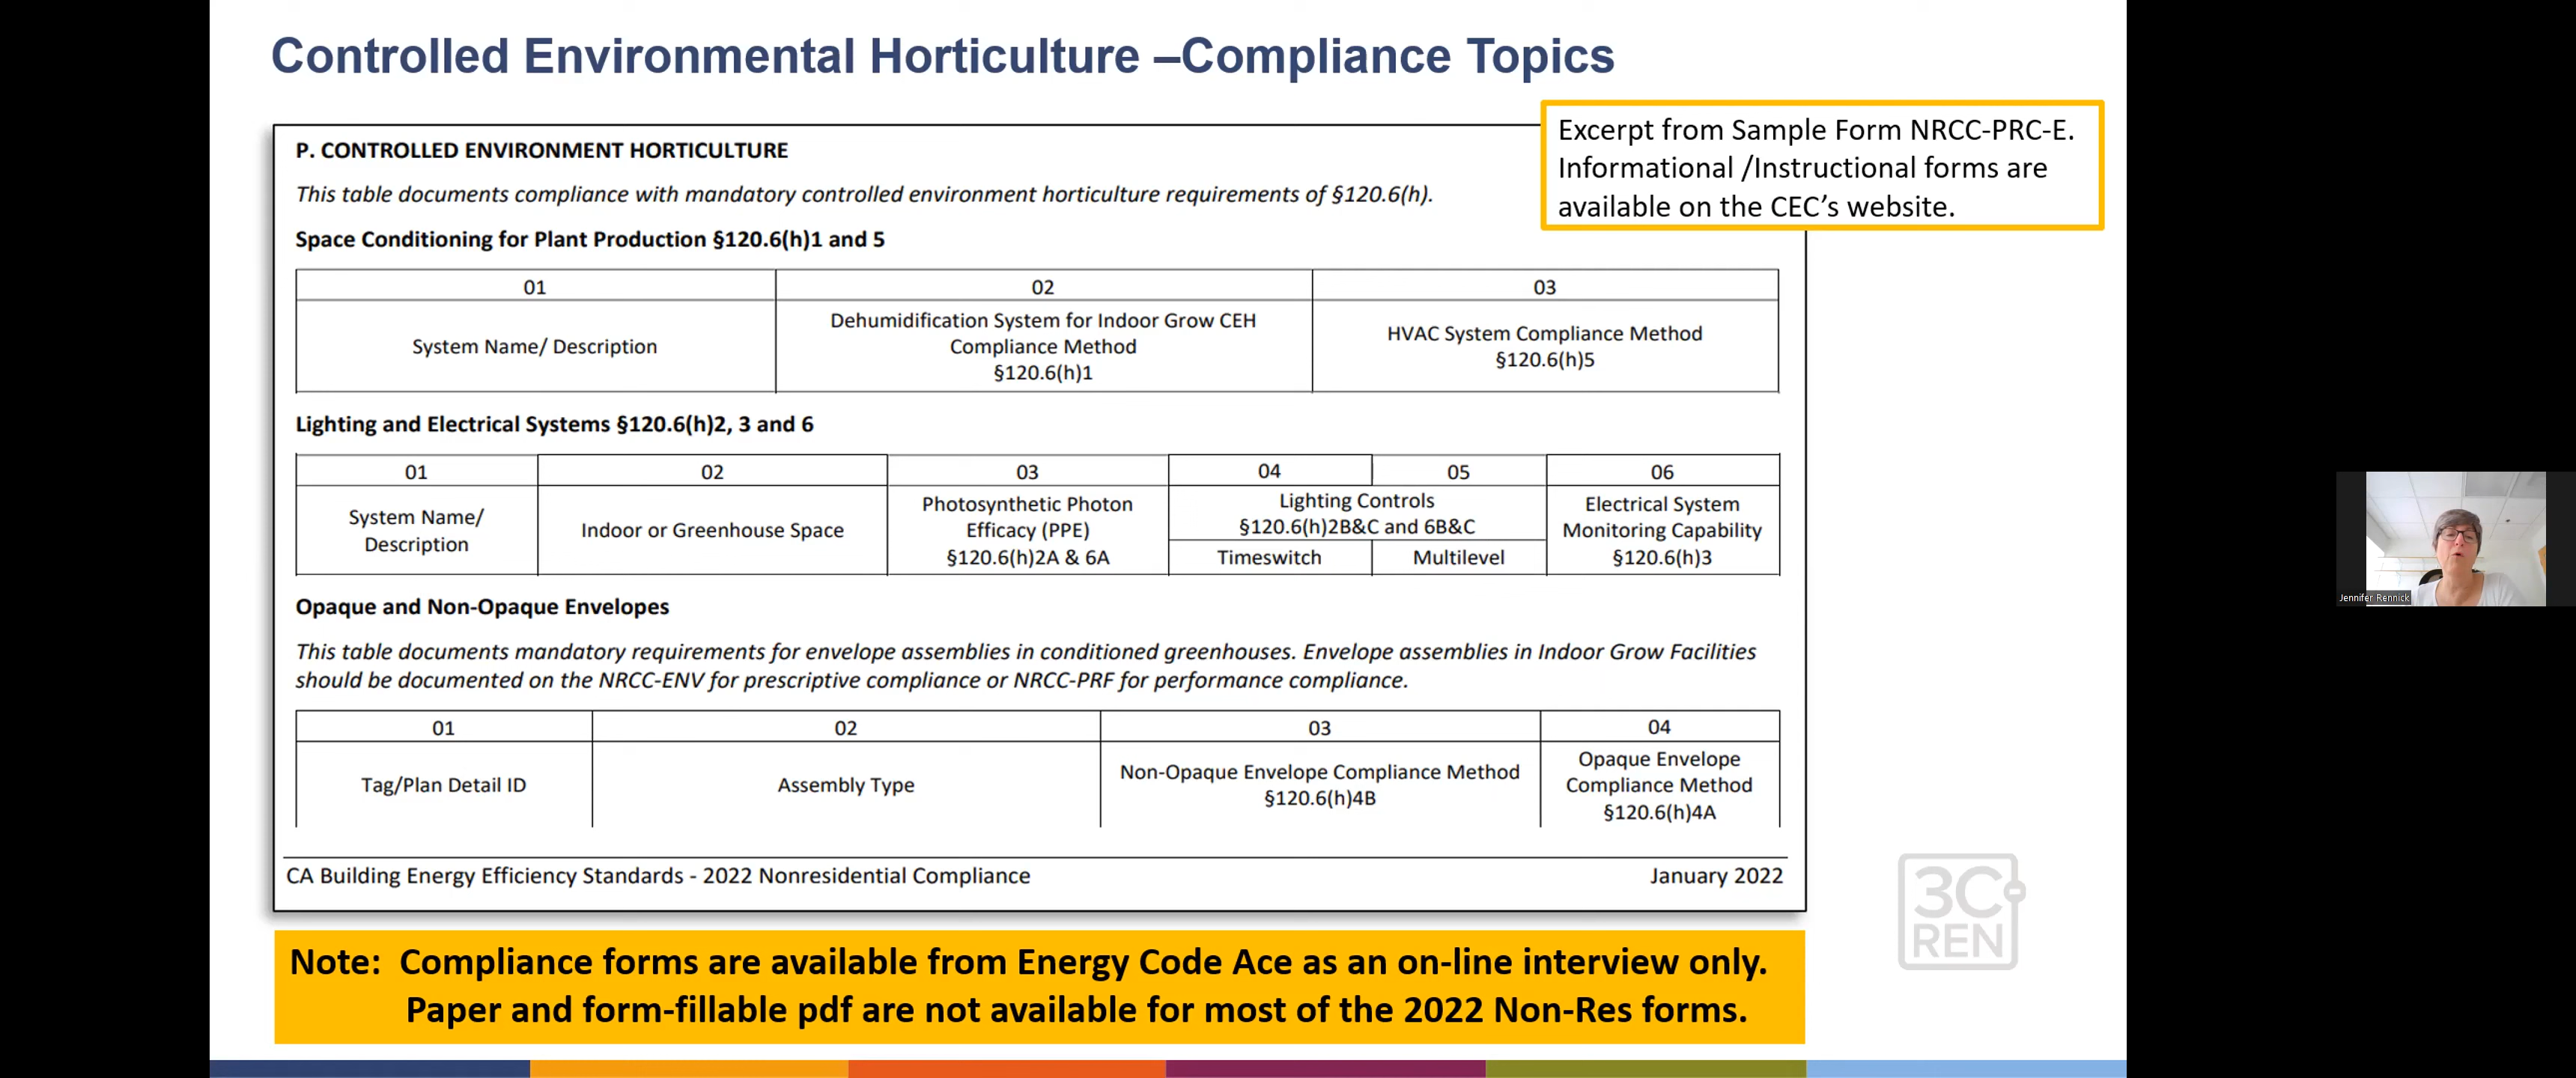 Controlled Environmental Horticulture –Compliance Topics
Excerpt from Sample Form NRCC-PRC-E.
Informational /Instructional forms are
available on the CEC’s website.
P. CONTROLLED ENVIRONMENT HORTICULTURE
This table documents compliance with mandatory controlled environment horticulture requirements of §120.6(h).
Space Conditioning for Plant Production §120.6(h)1 and 5
01
02
03
System Name/ Description
Dehumidification System for Indoor Grow CEH
Compliance Method
§120.6(h)1
HVAC System Compliance Method
§120.6(h)5
Lighting and Electrical Systems §120.6(h)2, 3 and 6
01
02
03
04
05
06
System Name/
Description
Indoor or Greenhouse Space
Photosynthetic Photon
Efficacy (PPE)
§120.6(h)2A & 6A
Lighting Controls
§120.6(h)2B&C and 6B&C
Timeswitch
Multilevel
Electrical System
Monitoring Capability
§120.6(h)3
Opaque and Non-Opaque Envelopes
This table documents mandatory requirements for envelope assemblies in conditioned greenhouses. Envelope assemblies in Indoor Grow Facilities
should be documented on the NRCC-ENV for prescriptive compliance or NRCC-PRF for performance compliance.
01
02
03
04
Tag/Plan Detail ID
Assembly Type
Non-Opaque Envelope Compliance Method
§120.6(h)4B
Opaque Envelope
Compliance Method
§120.6(h)4A
CA Building Energy Efficiency Standards - 2022 Nonresidential Compliance
January 2022
Note: Compliance forms are available from Energy Code Ace as an on-line interview only.
Paper and form-fillable pdf are not available for most of the 2022 Non-Res forms.
3C
REN
Jennifer Rennick